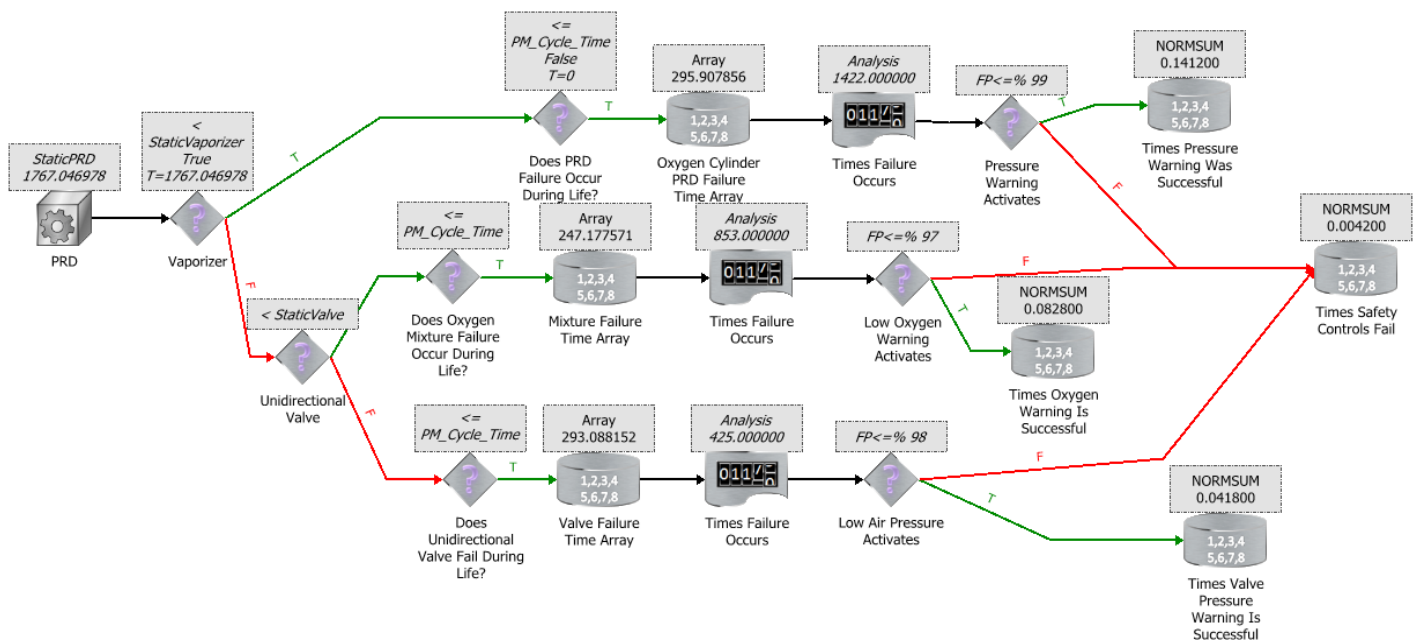 <=
PM_Cycle_Time
False
T=0
Array
295.907856
Analysis
1422.000000
FP<=% 99
NORMSUM
0.141200
<
StaticVaporizer
True
T=1767.046978
StaticPRD
1767.046978
T
T
T
1,2,3,4
5,6,7,8
011
1,2,3,4
5,6,7,8
Does PRD
Failure Occur
During Life?
Oxygen Cylinder
PRD Failure
Time Array
Times Failure
Occurs
Pressure
Warning
Activates
Times Pressure
Warning Was
Successful
F
PRD
Vaporizer
<=
PM_Cycle_Time
Array
247.177571
Analysis
853.000000
FP<=% 97
NORMSUM
0.004200
F
< StaticValve
T
T
1,2,3,4
5,6,7,8
011
F
1,2,3,4
5,6,7,8
T
NORMSUM
0.082800
Does Oxygen
Mixture Failure
Occur During
Life?
Mixture Failure
Time Array
Times Failure
Occurs
Low Oxygen
Warning
Activates
Times Safety
Controls Fail
1,2,3,4
5,6,7,8
Unidirectional
Valve
Times Oxygen
Warning Is
Successful
F
<=
PM_Cycle_Time
Array
293.088152
Analysis
425.000000
FP<=% 98
F
T
1,2,3,4
5,6,7,8
011
T
NORMSUM
0.041800
Does
Unidirectional
Valve Fail During
Life?
Valve Failure
Time Array
Times Failure
Occurs
Low Air Pressure
Activates
1,2,3,4
5,6,7,8
Times Valve
Pressure
Warning Is
Successful